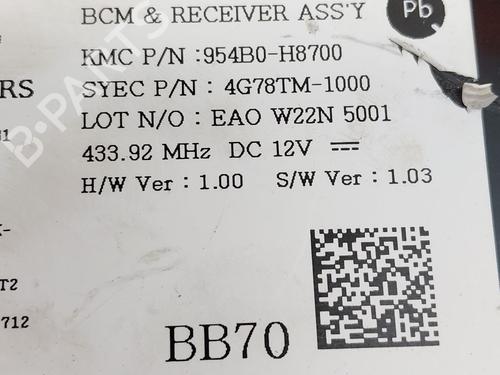 BCM & RECEIVER ASS'Y
Pb
KMC P/N : 954B0-H8700
RS
SYEC P/N : 4G78TM-1000
LOT N/O : EAO W22N 5001
433.92 MHz DC 12V
H/W Ver : 1.00 S/W Ver : 1.03
T2
712
BB70
B-PARTS